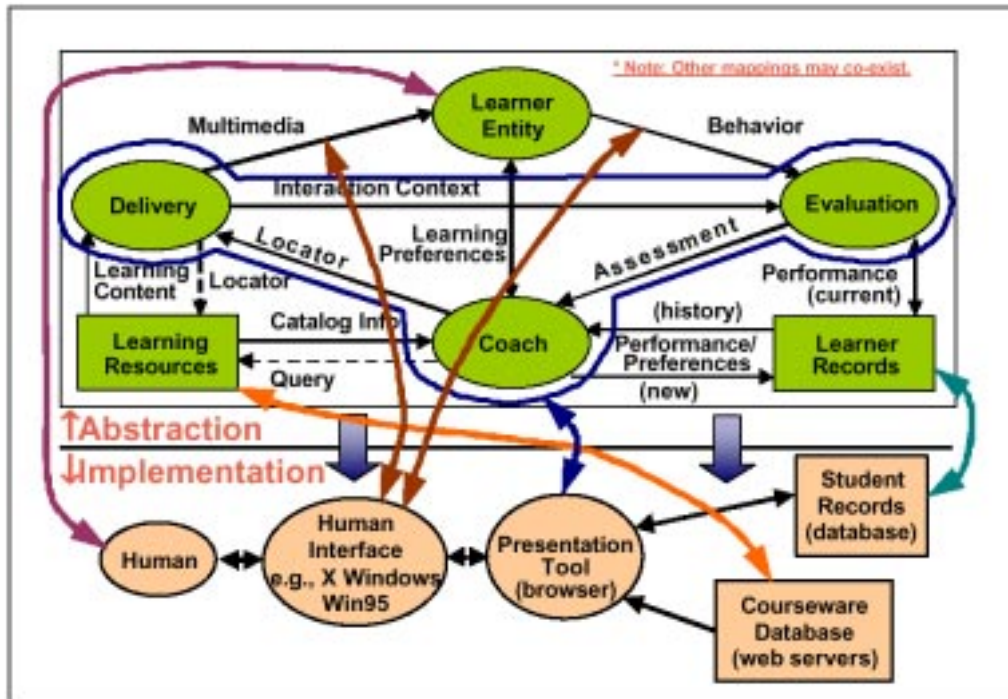 * Note: Other mappings may co-exist.
Learner
Entity
Multimedia
Behavior
Delivery
Interaction Context
Evaluation
Locator
Learning
Preferences
Assessment
Learning
Content
Locator
Performance
(current)
Learning
Resources
Catalog Info
Query
Coach
(history)
Performance/
Preferences
(new)
Learner
Records
↑Abstraction
↓Implementation
Human
Human
Interface
e.g., X Windows
Win95
Presentation
Tool
(browser)
Student
Records
(database)
Courseware
Database
(web servers)